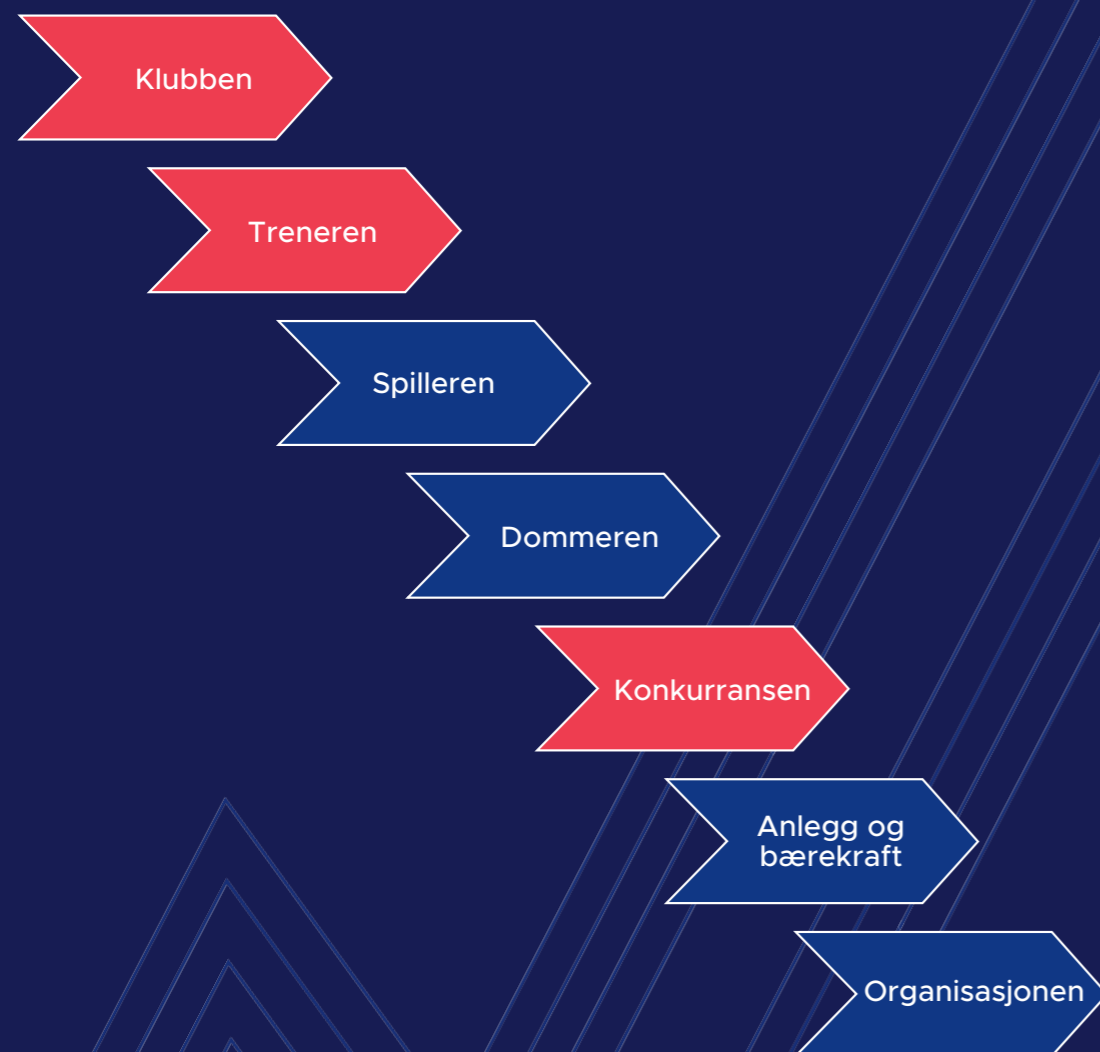 Klubben
Treneren
Spilleren
Dommeren
Konkurransen
Anlegg og
bærekraft
Organisasjonen